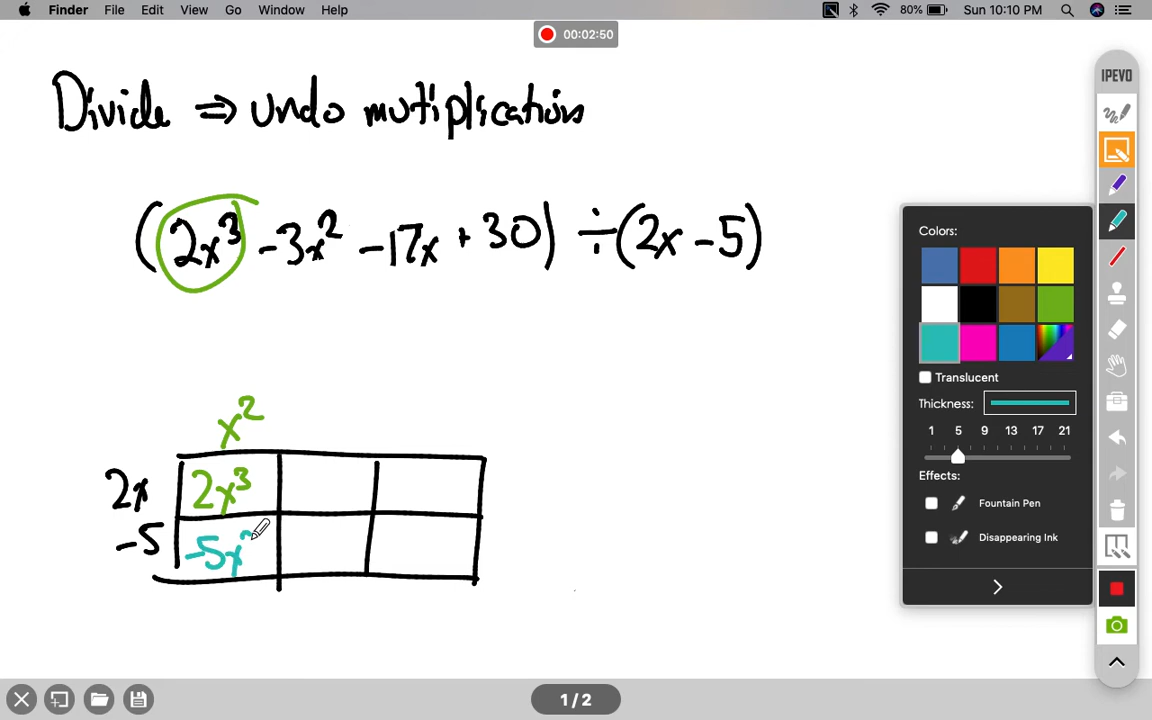 Finder File Edit View Go Window Help 80% Sun 10:10 PM
00:02:50
IPEVO
Divide ⇒ undo mutiplication
(2x³ -3x² -17x + 30) ÷ (2x -5)
Colors:
Translucent
Thickness:
1 5 9 13 17 21
Effects:
Fountain Pen
Disappearing Ink
x²
2x 2x³
-5 -5x²
1 / 2